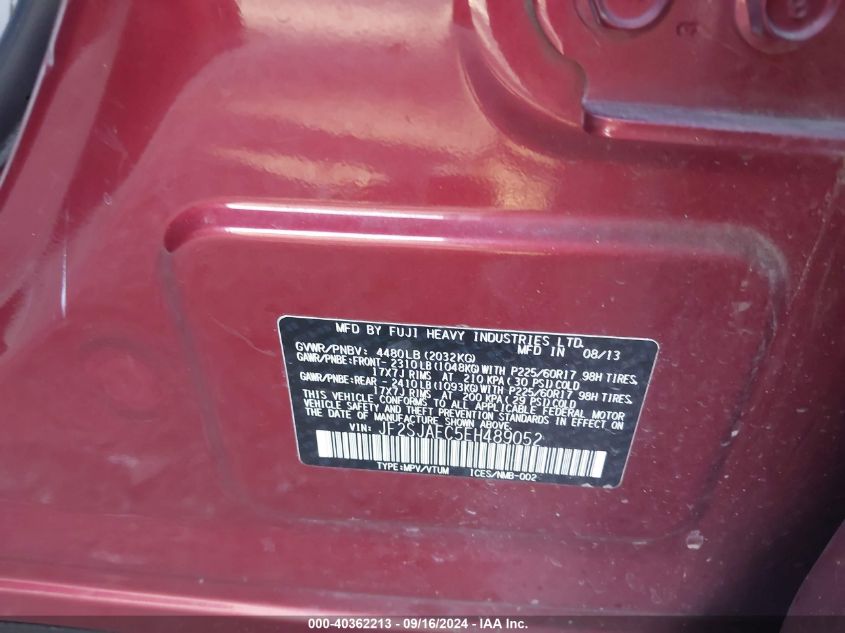 MFD BY FUJI HEAVY INDUSTRIES LTD.
GVWR/PNBV: 4480LB (2032KG) MFD IN 08/13
GAWR/PNBE:FRONT- 2310LB (1048KG) WITH P225/60R17 98H TIRES,
17X7J RIMS AT 210 KPA ( 30 PSI) COLD
GAWR/PNBE:REAR - 2410LB (1093KG) WITH P225/60R17 98H TIRES,
17X7J RIMS AT 200 KPA ( 29 PSI) COLD
THIS VEHICLE CONFORMS TO ALL APPLICABLE FEDERAL MOTOR
VEHICLE SAFETY AND THEFT PREVENTION STANDARDS IN EFFECT ON
THE DATE OF MANUFACTURE SHOWN ABOVE.
VIN: JF2SJAEC5EH489052
TYPE:MPV/VTUM ICES/NMB-002
000-40362213 - 09/16/2024 - IAA Inc.